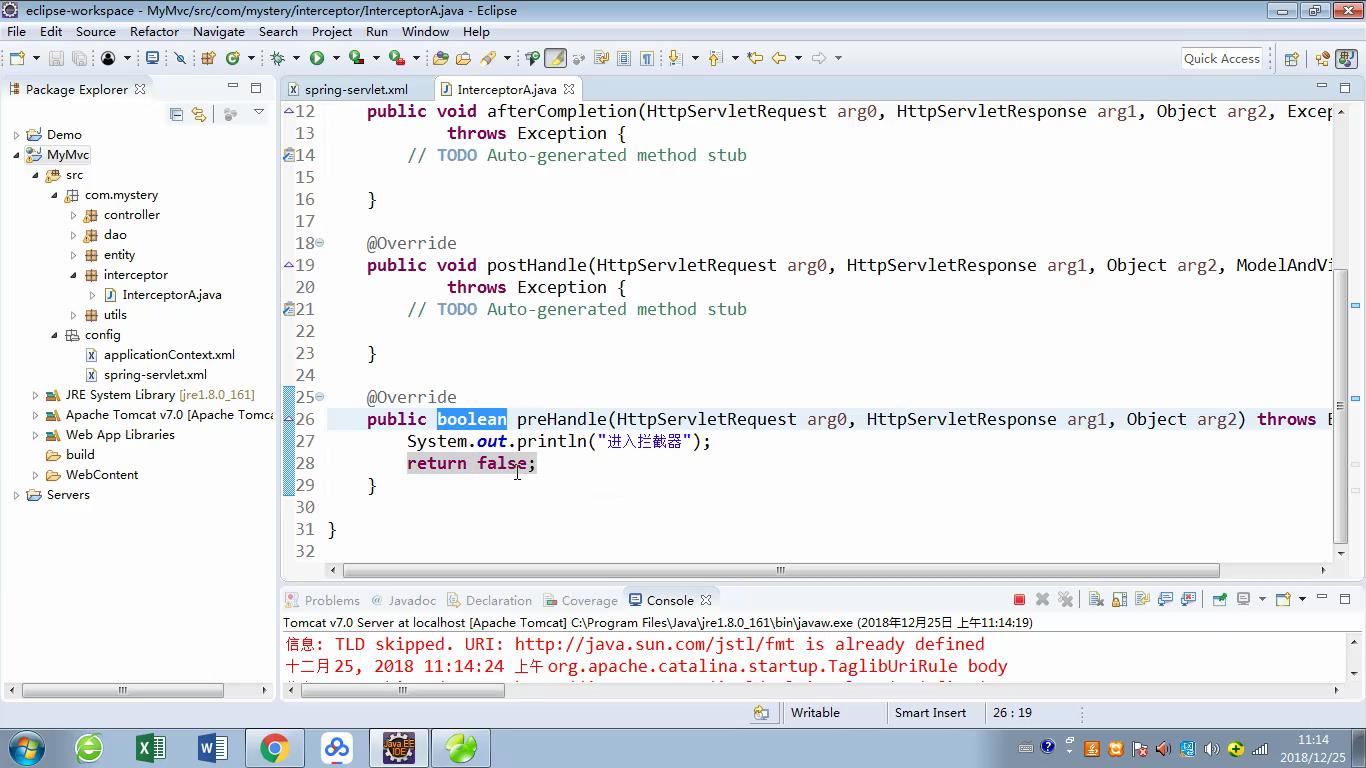 eclipse-workspace - MyMvc/src/com/mystery/interceptor/InterceptorA.java - Eclipse
File Edit Source Refactor Navigate Search Project Run Window Help
Quick Access
Package Explorer
spring-servlet.xml
InterceptorA.java
Demo
MyMvc
src
com.mystery
controller
dao
entity
interceptor
InterceptorA.java
utils
config
applicationContext.xml
spring-servlet.xml
JRE System Library [jre1.8.0_161]
Apache Tomcat v7.0 [Apache Tomca
Web App Libraries
build
WebContent
Servers
12 public void afterCompletion(HttpServletRequest arg0, HttpServletResponse arg1, Object arg2, Excep
13 throws Exception {
14 // TODO Auto-generated method stub
15
16 }
17
18 @Override
19 public void postHandle(HttpServletRequest arg0, HttpServletResponse arg1, Object arg2, ModelAndVi
20 throws Exception {
21 // TODO Auto-generated method stub
22
23 }
24
25 @Override
26 public boolean preHandle(HttpServletRequest arg0, HttpServletResponse arg1, Object arg2) throws E
27 System.out.println("进入拦截器");
28 return false;
29 }
30
31 }
32
Problems @ Javadoc Declaration Coverage Console
Tomcat v7.0 Server at localhost [Apache Tomcat] C:\Program Files\Java\jre1.8.0_161\bin\javaw.exe (2018年12月25日 上午11:14:19)
信息: TLD skipped. URI: http://java.sun.com/jstl/fmt is already defined
十二月 25, 2018 11:14:24 上午 org.apache.catalina.startup.TaglibUriRule body
Writable Smart Insert 26 : 19
Java EE IDE
11:14
2018/12/25